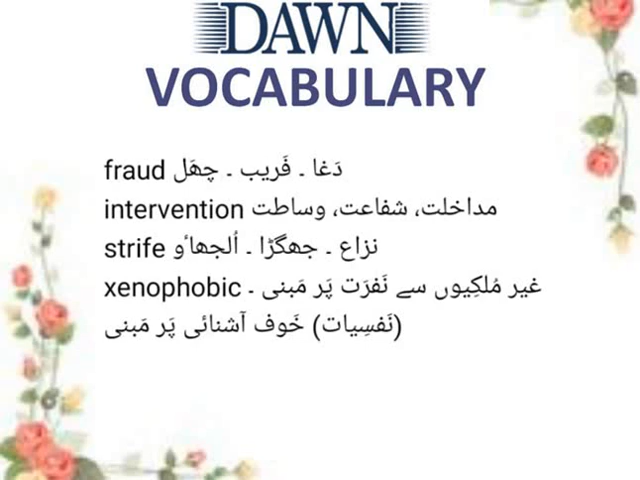 DAWN
VOCABULARY
fraud دَغا ۔ فَریب ۔ چھَل
intervention مداخلت، شفاعت، وساطت
strife نزاع ۔ جھگڑا ۔ اُلجھاؤ
xenophobic غیر مُلکِیوں سے نَفرَت پَر مَبنی ۔
(نَفسِیات) خَوف آشنائی پَر مَبنی